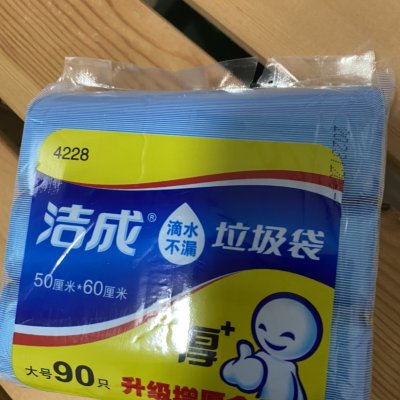 4228
洁成®
滴水
不漏
垃圾袋
50厘米*60厘米
厚+
大号90只
升级增厚